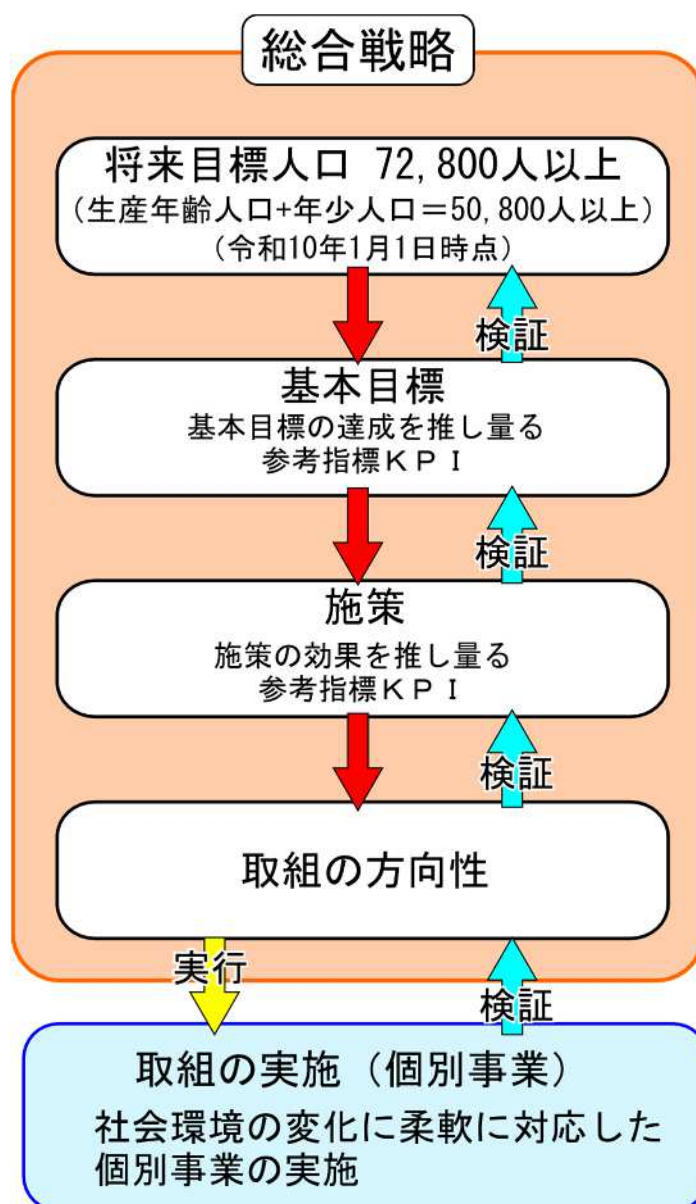 総合戦略
将来目標人口 72,800人以上
（生産年齢人口+年少人口＝50,800人以上）
（令和10年1月1日時点）
検証
基本目標
基本目標の達成を推し量る
参考指標ＫＰＩ
検証
施策
施策の効果を推し量る
参考指標ＫＰＩ
検証
取組の方向性
実行
検証
取組の実施（個別事業）
社会環境の変化に柔軟に対応した
個別事業の実施